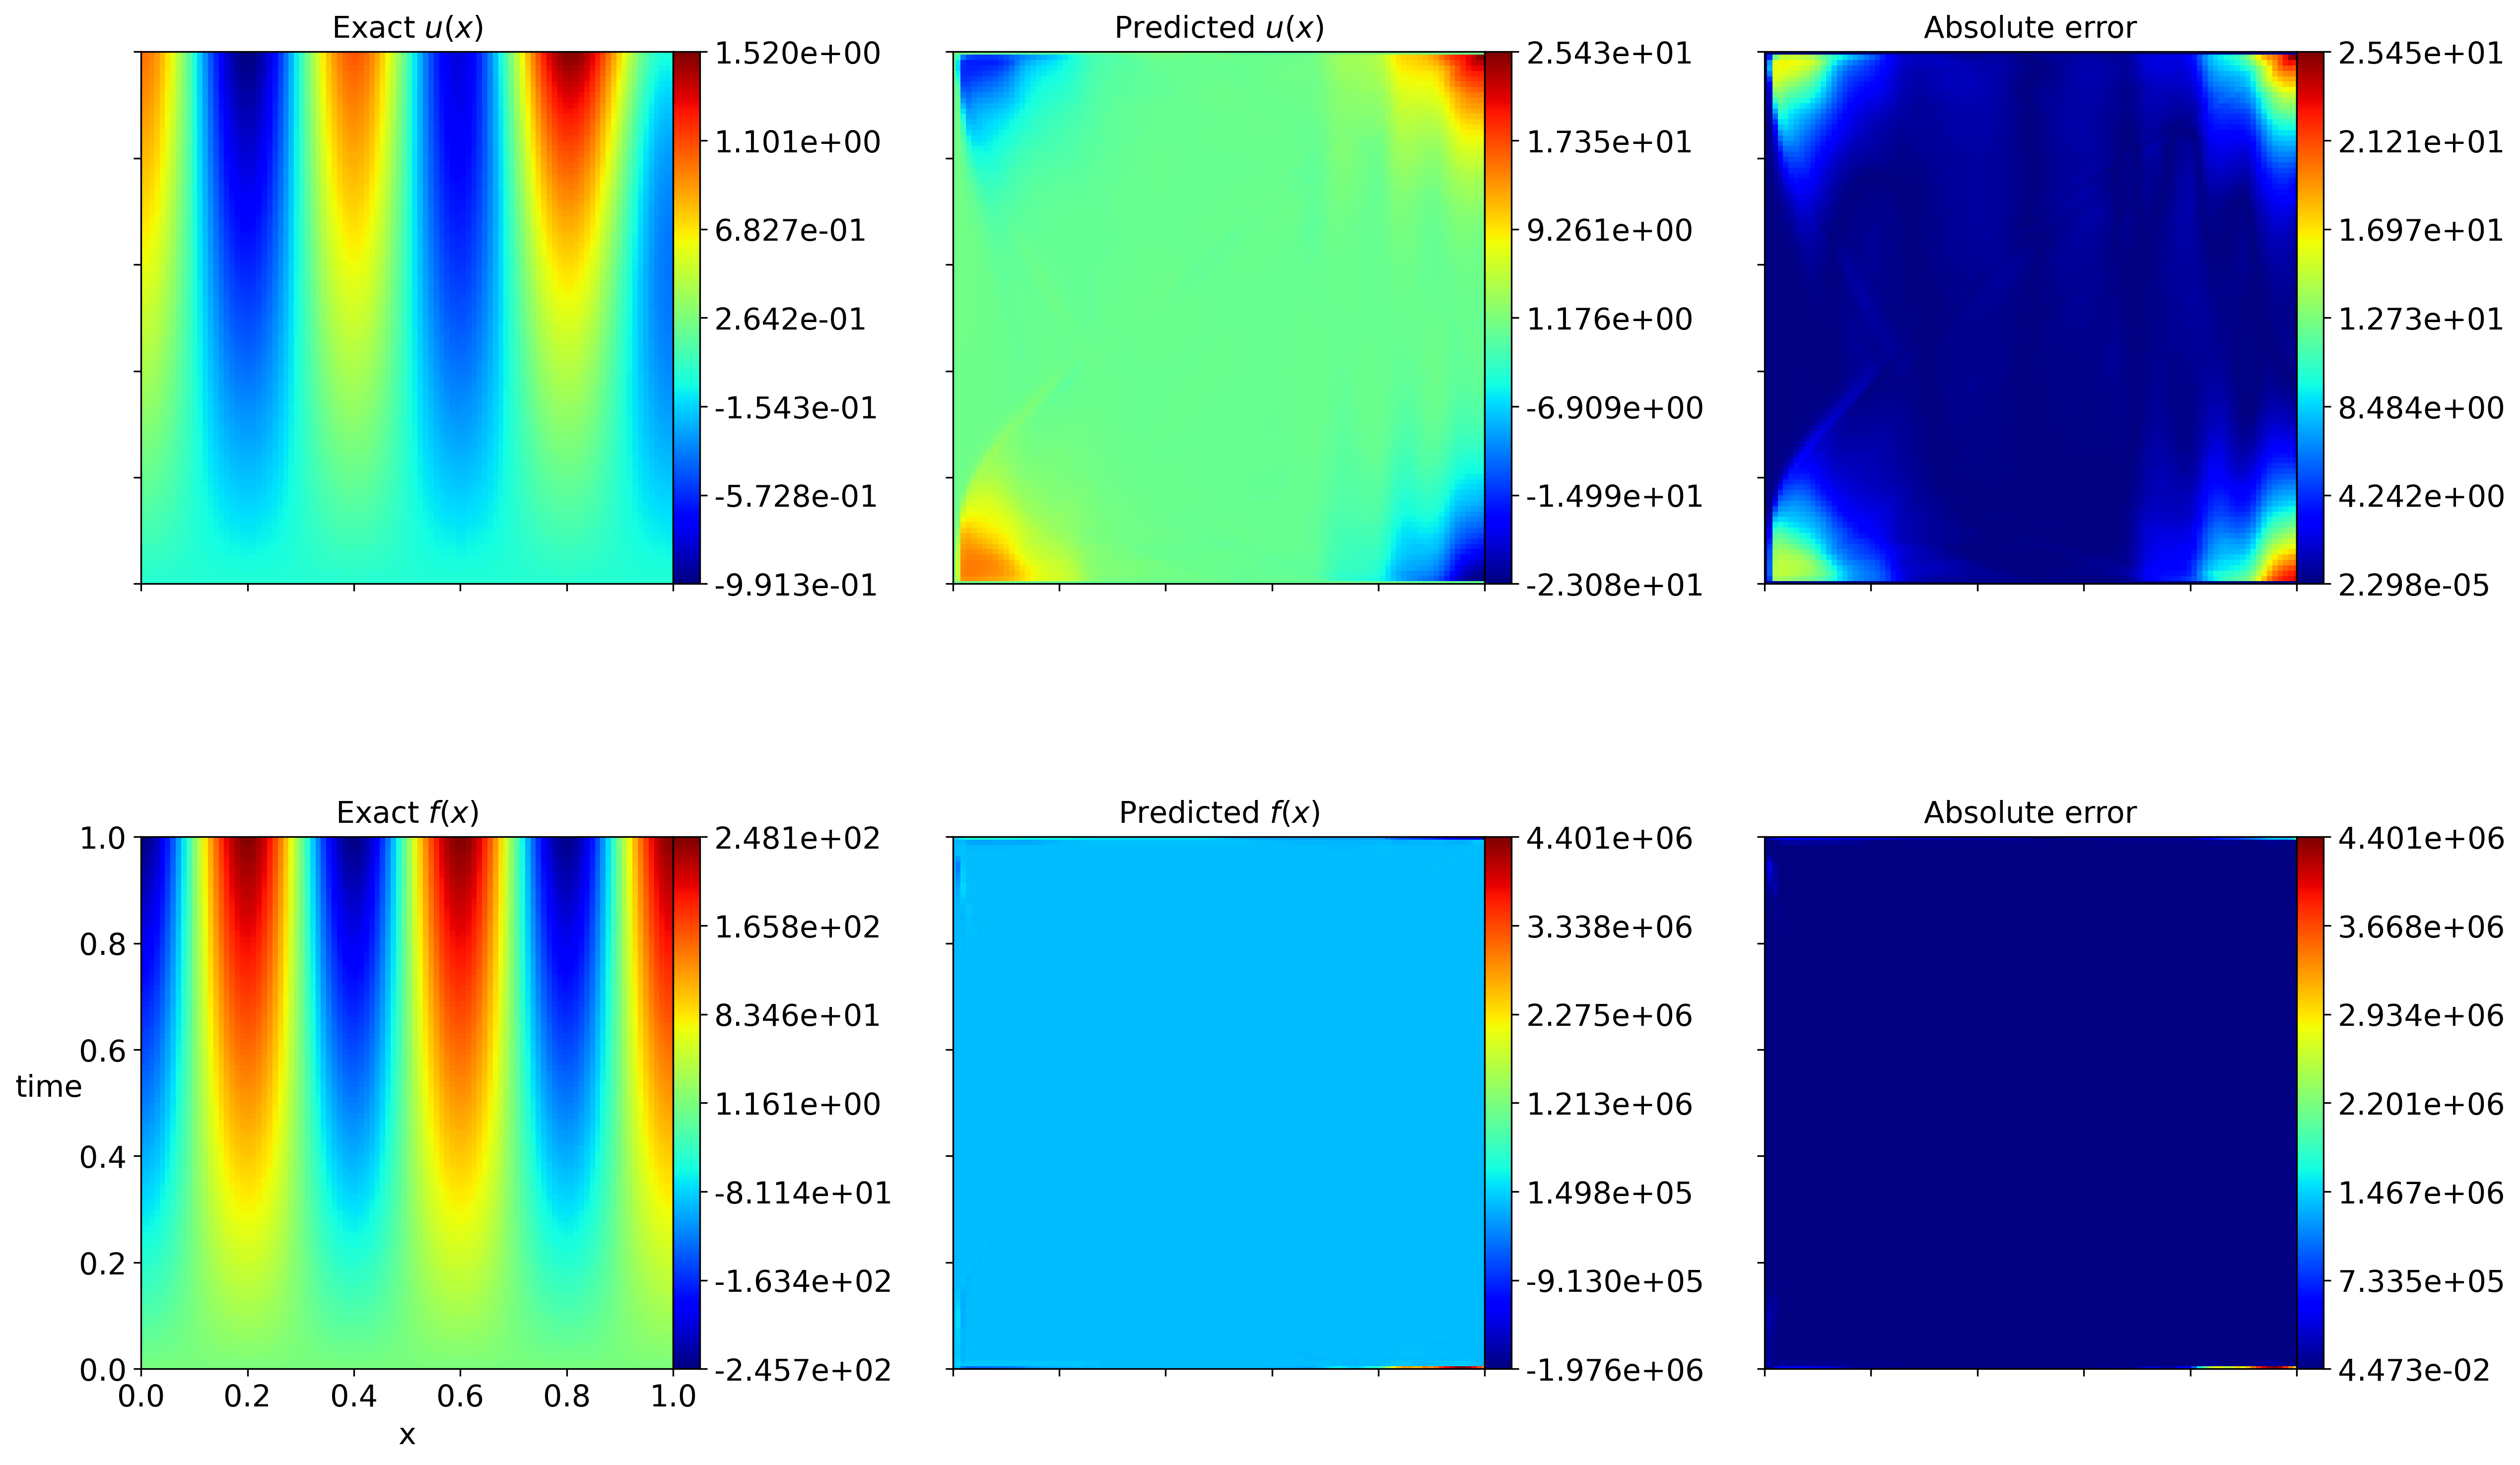 Exact u(x)
1.520e+00
1.101e+00
6.827e-01
2.642e-01
-1.543e-01
-5.728e-01
-9.913e-01
Predicted u(x)
2.543e+01
1.735e+01
9.261e+00
1.176e+00
-6.909e+00
-1.499e+01
-2.308e+01
Absolute error
2.545e+01
2.121e+01
1.697e+01
1.273e+01
8.484e+00
4.242e+00
2.298e-05
Exact f(x)
time
1.0
0.8
0.6
0.4
0.2
0.0
0.0 0.2 0.4 0.6 0.8 1.0
x
2.481e+02
1.658e+02
8.346e+01
1.161e+00
-8.114e+01
-1.634e+02
-2.457e+02
Predicted f(x)
4.401e+06
3.338e+06
2.275e+06
1.213e+06
1.498e+05
-9.130e+05
-1.976e+06
Absolute error
4.401e+06
3.668e+06
2.934e+06
2.201e+06
1.467e+06
7.335e+05
4.473e-02